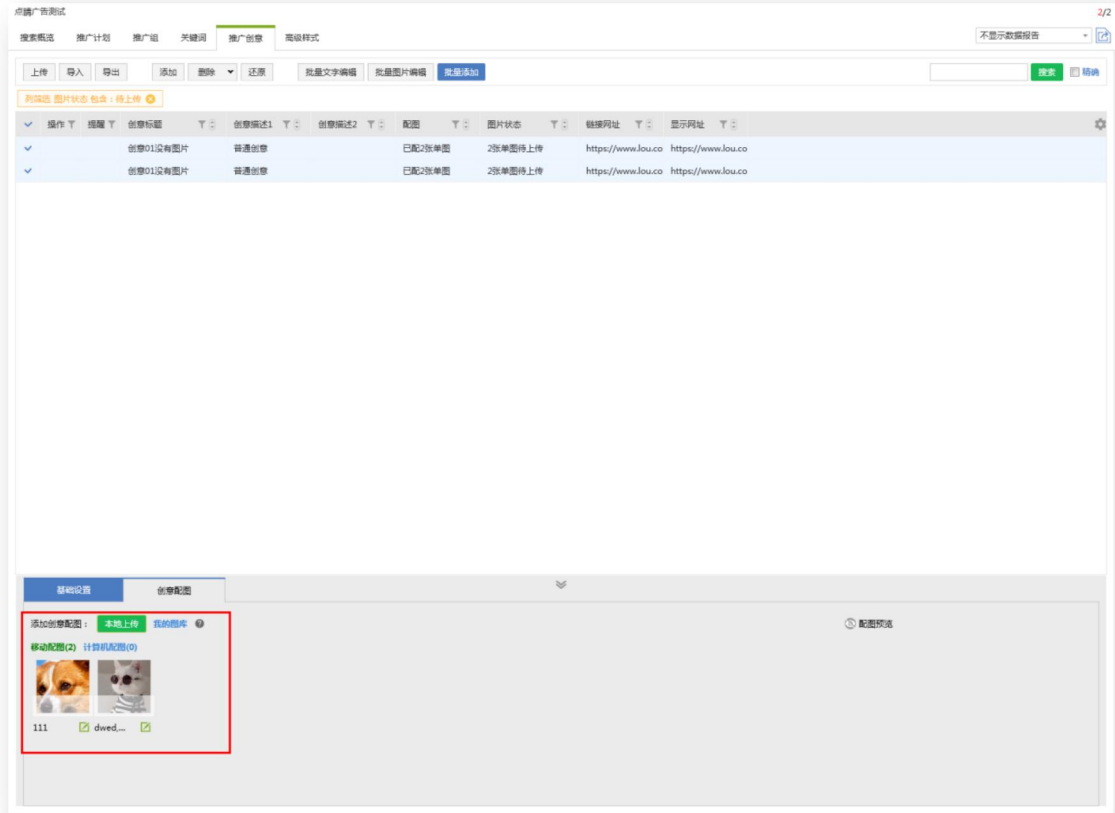 点睛广告测试
2/2
搜索概览 推广计划 推广组 关键词 推广创意 高级样式
不显示数据报告
上传 导入 导出 添加 删除 还原 批量文字编辑 批量图片编辑 批量添加
搜索 精确
列筛选 图片状态 包含：待上传
操作 提醒 创意标题 创意描述1 创意描述2 配图 图片状态 链接网址 显示网址
创意01没有图片 普通创意 已配2张单图 2张单图待上传 https://www.lou.co https://www.lou.co
创意01没有图片 普通创意 已配2张单图 2张单图待上传 https://www.lou.co https://www.lou.co
基础设置 创意配图
添加创意配图： 本地上传 我的图库
配图预览
移动配图(2) 计算机配图(0)
111 dwed,...